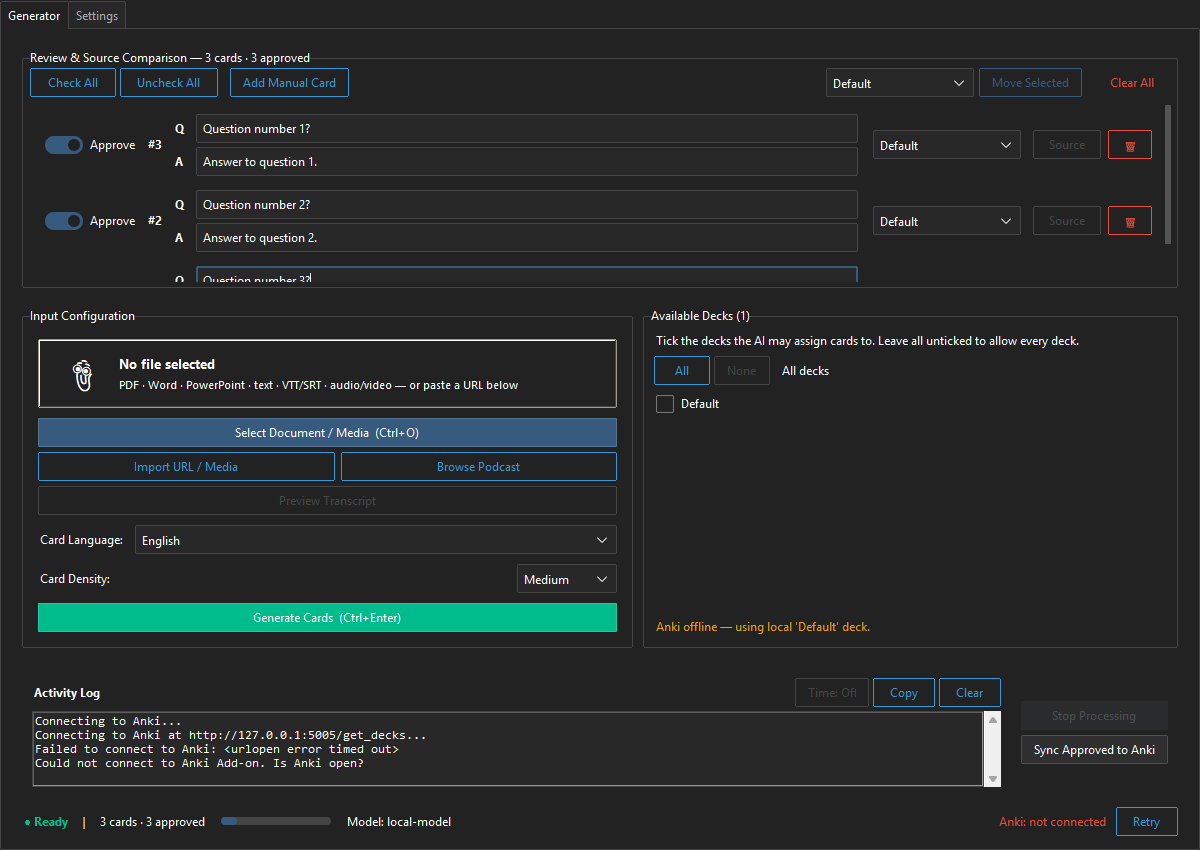 Generator Settings
Review & Source Comparison — 3 cards · 3 approved
Check All Uncheck All Add Manual Card Default Move Selected Clear All
Q Question number 1?
Approve #3 Default Source
A Answer to question 1.
Q Question number 2?
Approve #2 Default Source
A Answer to question 2.
Q Question number 3?
Input Configuration
No file selected
PDF · Word · PowerPoint · text · VTT/SRT · audio/video — or paste a URL below
Select Document / Media (Ctrl+O)
Import URL / Media Browse Podcast
Preview Transcript
Card Language: English
Card Density: Medium
Generate Cards (Ctrl+Enter)
Available Decks (1)
Tick the decks the AI may assign cards to. Leave all unticked to allow every deck.
All None All decks
Default
Anki offline — using local 'Default' deck.
Activity Log Time: Off Copy Clear
Connecting to Anki...
Connecting to Anki at http://127.0.0.1:5005/get_decks...
Failed to connect to Anki: <urlopen error timed out>
Could not connect to Anki Add-on. Is Anki open?
Stop Processing
Sync Approved to Anki
Ready | 3 cards · 3 approved Model: local-model Anki: not connected Retry